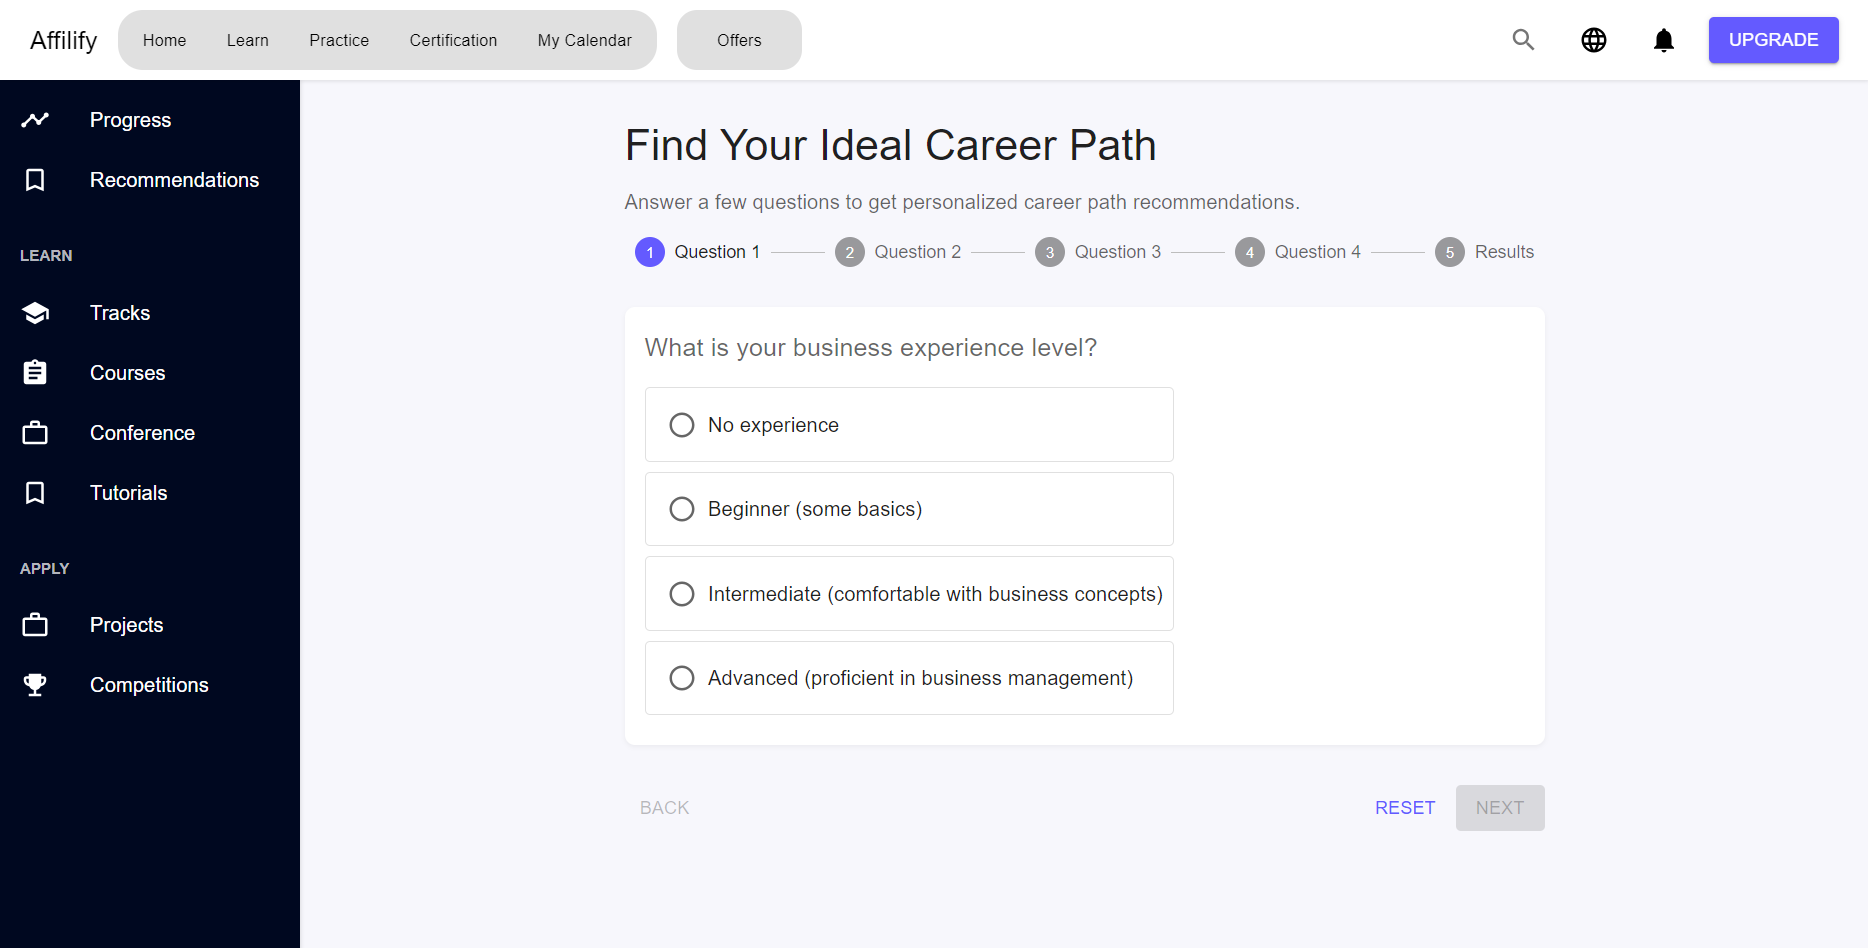 Affilify
Home Learn Practice Certification My Calendar Offers UPGRADE
Progress
Recommendations
LEARN
Tracks
Courses
Conference
Tutorials
APPLY
Projects
Competitions
Find Your Ideal Career Path
Answer a few questions to get personalized career path recommendations.
1 Question 1 2 Question 2 3 Question 3 4 Question 4 5 Results
What is your business experience level?
No experience
Beginner (some basics)
Intermediate (comfortable with business concepts)
Advanced (proficient in business management)
BACK RESET NEXT